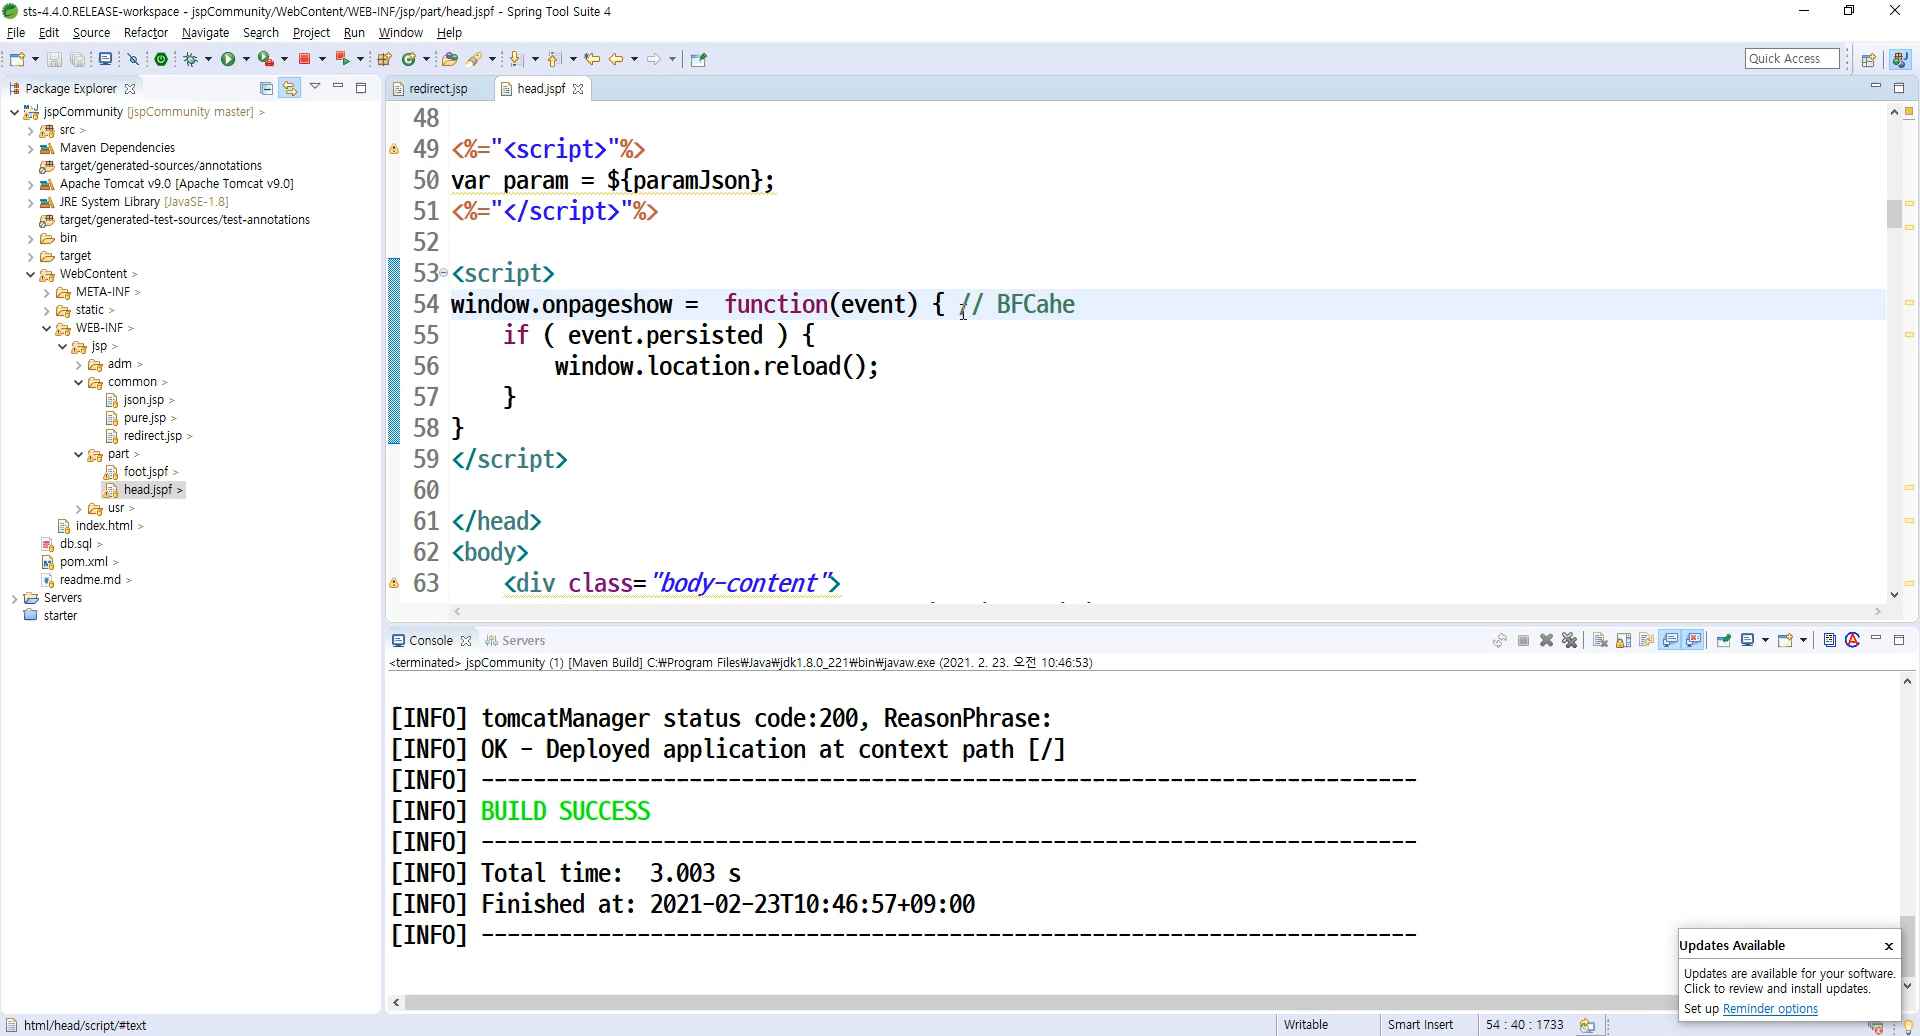 sts-4.4.0.RELEASE-workspace - jspCommunity/WebContent/WEB-INF/jsp/part/head.jspf - Spring Tool Suite 4
File Edit Source Refactor Navigate Search Project Run Window Help
Quick Access
Package Explorer
redirect.jsp head.jspf
jspCommunity [jspCommunity master] >
src >
Maven Dependencies
target/generated-sources/annotations
Apache Tomcat v9.0 [Apache Tomcat v9.0]
JRE System Library [JavaSE-1.8]
target/generated-test-sources/test-annotations
bin
target
WebContent >
META-INF >
static >
WEB-INF >
jsp >
adm >
common >
json.jsp >
pure.jsp >
redirect.jsp >
part >
foot.jspf >
head.jspf >
usr >
index.html >
db.sql >
pom.xml >
readme.md >
Servers
starter
48
49 <%="<script>"%>
50 var param = ${paramJson};
51 <%="</script>"%>
52
53 <script>
54 window.onpageshow =  function(event) { // BFCahe
55     if ( event.persisted ) {
56         window.location.reload();
57     }
58 }
59 </script>
60
61 </head>
62 <body>
63     <div class="body-content">
Console Servers
<terminated> jspCommunity (1) [Maven Build] C:₩Program Files₩Java₩jdk1.8.0_221₩bin₩javaw.exe (2021. 2. 23. 오전 10:46:53)
[INFO] tomcatManager status code:200, ReasonPhrase:
[INFO] OK - Deployed application at context path [/]
[INFO] ------------------------------------------------------------------------
[INFO] BUILD SUCCESS
[INFO] ------------------------------------------------------------------------
[INFO] Total time:  3.003 s
[INFO] Finished at: 2021-02-23T10:46:57+09:00
[INFO] ------------------------------------------------------------------------
Updates Available
Updates are available for your software.
Click to review and install updates.
Set up Reminder options
html/head/script/#text
Writable
Smart Insert
54 : 40 : 1733